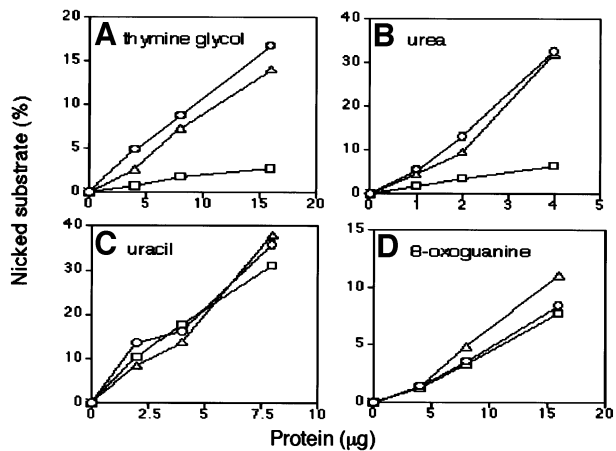 A thymine glycol
20
15
10
5
0
0 5 10 15 20
B urea
40
30
20
10
0
0 1 2 3 4 5
C uracil
50
40
30
20
10
0
0 2.5 5 7.5 10
D 8-oxoguanine
15
10
5
0
0 5 10 15 20
Nicked substrate (%)
Protein (μg)